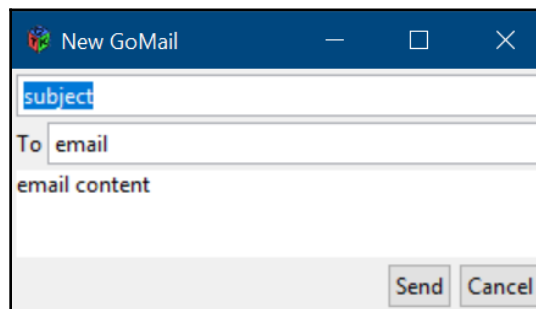 New GoMail
subject
To email
email content
Send Cancel